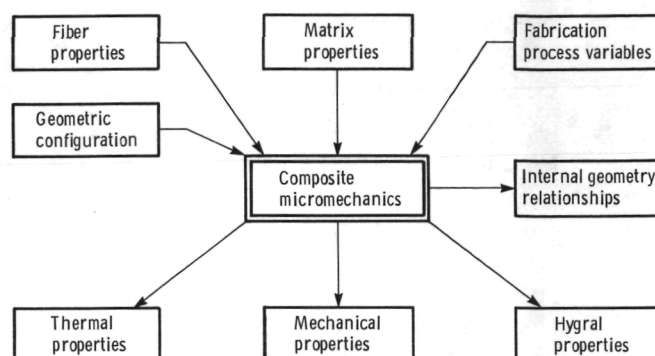 Fiber
properties
Matrix
properties
Fabrication
process variables
Geometric
configuration
Composite
micromechanics
Internal geometry
relationships
Thermal
properties
Mechanical
properties
Hygral
properties